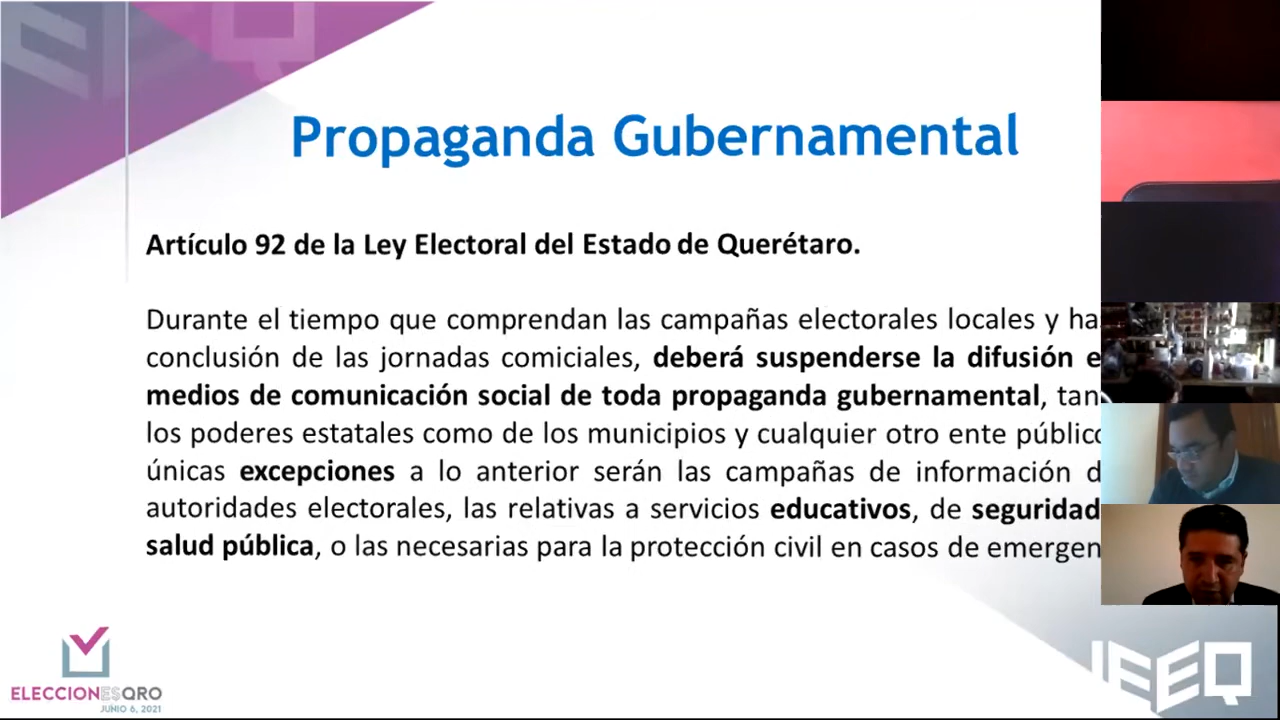 Propaganda Gubernamental
Artículo 92 de la Ley Electoral del Estado de Querétaro.
Durante el tiempo que comprendan las campañas electorales locales y
conclusión de las jornadas comiciales, deberá suspenderse la difusión
medios de comunicación social de toda propaganda gubernamental,
los poderes estatales como de los municipios y cualquier otro ente
únicas excepciones a lo anterior serán las campañas de información
autoridades electorales, las relativas a servicios educativos, de seguridad
salud pública, o las necesarias para la protección civil en casos de
ELECCIONESQRO
JUNIO 6, 2021
IEEQ